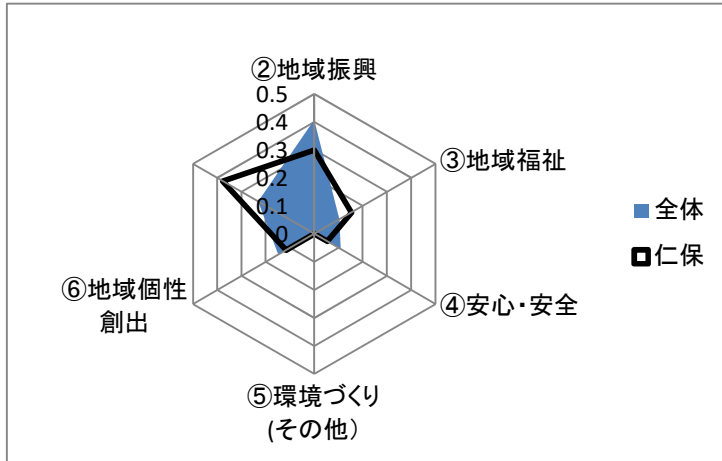 ②地域振興
0.5
0.4
0.3
0.2
0.1
0
③地域福祉
④安心・安全
⑤環境づくり
(その他）
⑥地域個性
創出
全体
仁保